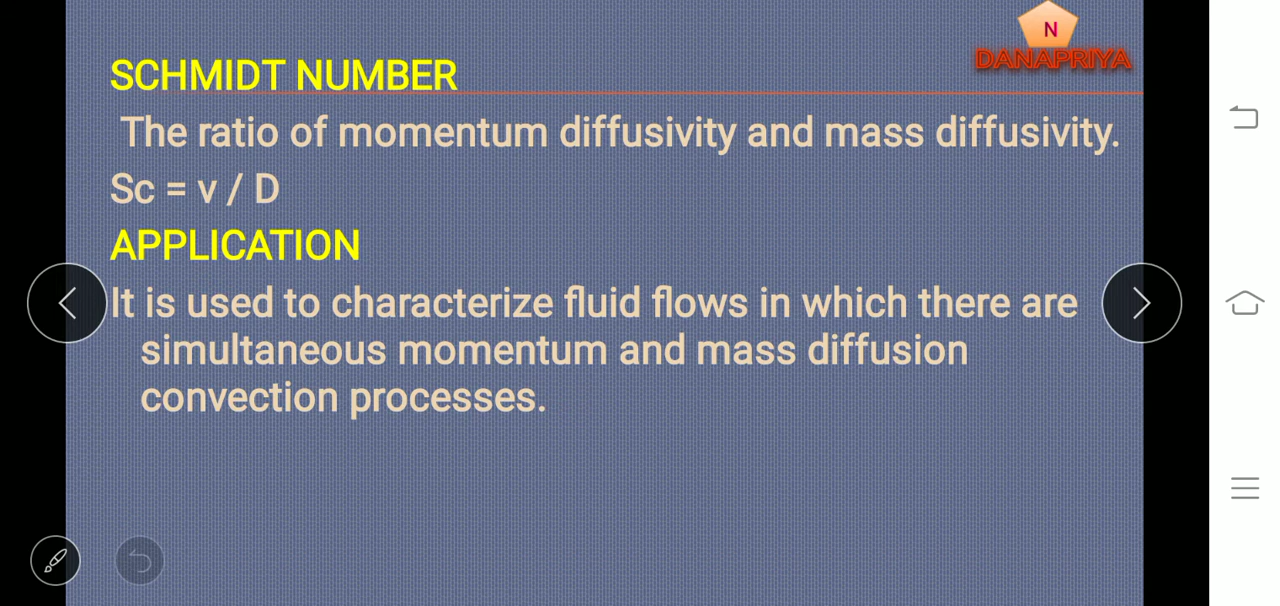 N
DANAPRIYA
SCHMIDT NUMBER
The ratio of momentum diffusivity and mass diffusivity.
Sc = v / D
APPLICATION
It is used to characterize fluid flows in which there are
simultaneous momentum and mass diffusion
convection processes.